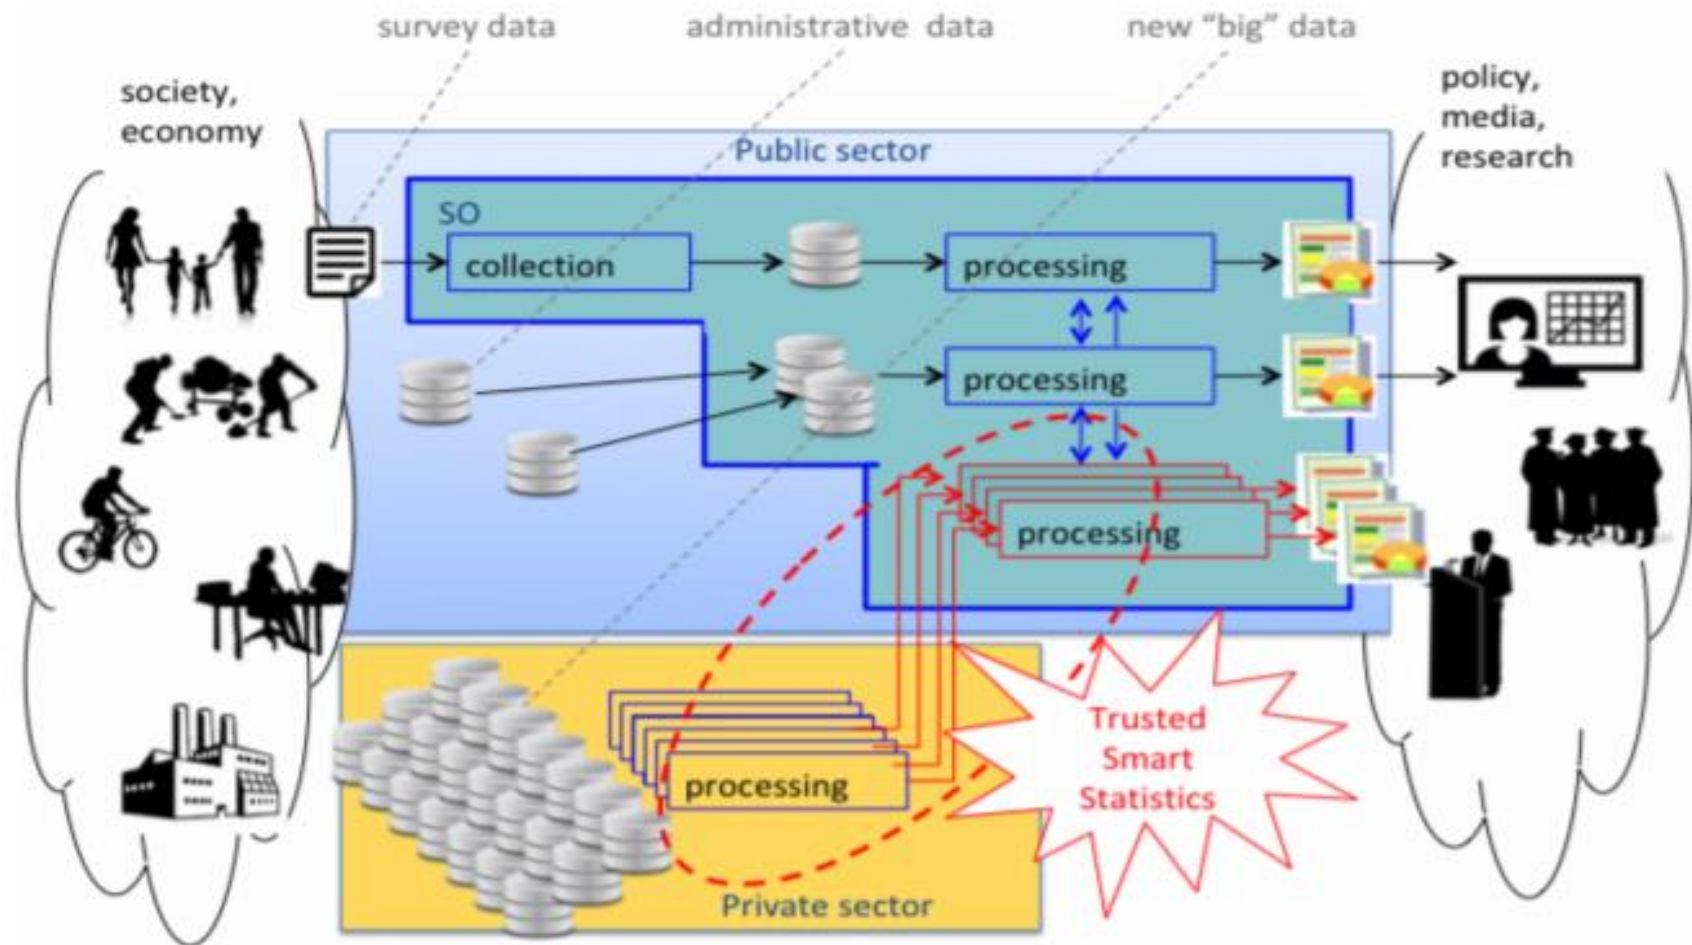 survey data
administrative data
new “big” data
society,
economy
policy,
media,
research
Public sector
SO
collection
processing
processing
processing
processing
Trusted
Smart
Statistics
Private sector